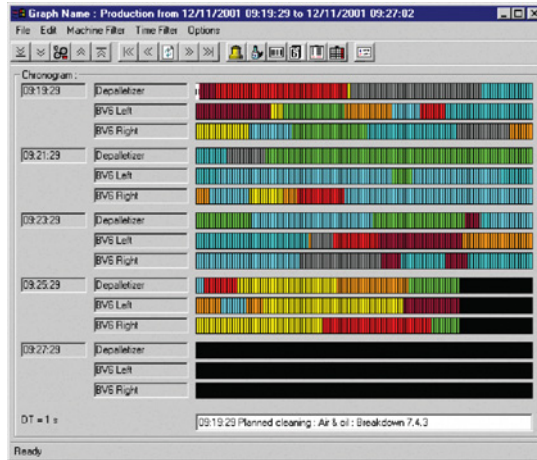 Graph Name : Production from 12/11/2001 09:19:29 to 12/11/2001 09:27:02
File Edit Machine Filter Time Filter Options
Chronogram :
09:19:29 Depalletizer
BV6 Left
BV6 Right
09:21:29 Depalletizer
BV6 Left
BV6 Right
09:23:29 Depalletizer
BV6 Left
BV6 Right
09:25:29 Depalletizer
BV6 Left
BV6 Right
09:27:29 Depalletizer
BV6 Left
BV6 Right
DT = 1 s
09:19:29 Planned cleaning : Air & oil : Breakdown 7.4.3
Ready